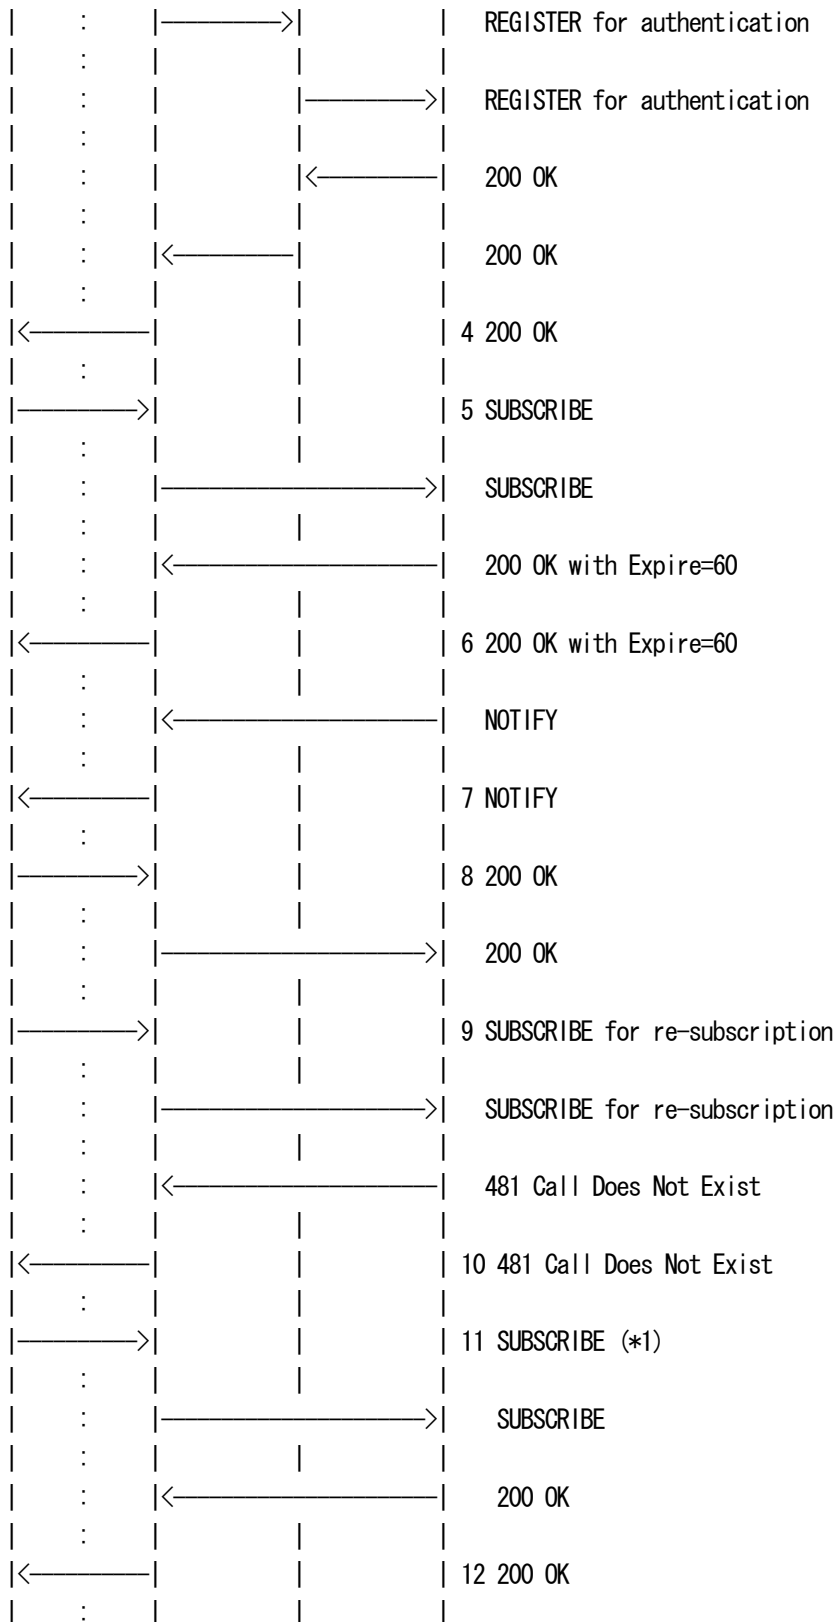 REGISTER for authentication
REGISTER for authentication
200 OK
200 OK
4 200 OK
5 SUBSCRIBE
SUBSCRIBE
200 OK with Expire=60
6 200 OK with Expire=60
NOTIFY
7 NOTIFY
8 200 OK
200 OK
9 SUBSCRIBE for re-subscription
SUBSCRIBE for re-subscription
481 Call Does Not Exist
10 481 Call Does Not Exist
11 SUBSCRIBE (*1)
SUBSCRIBE
200 OK
12 200 OK